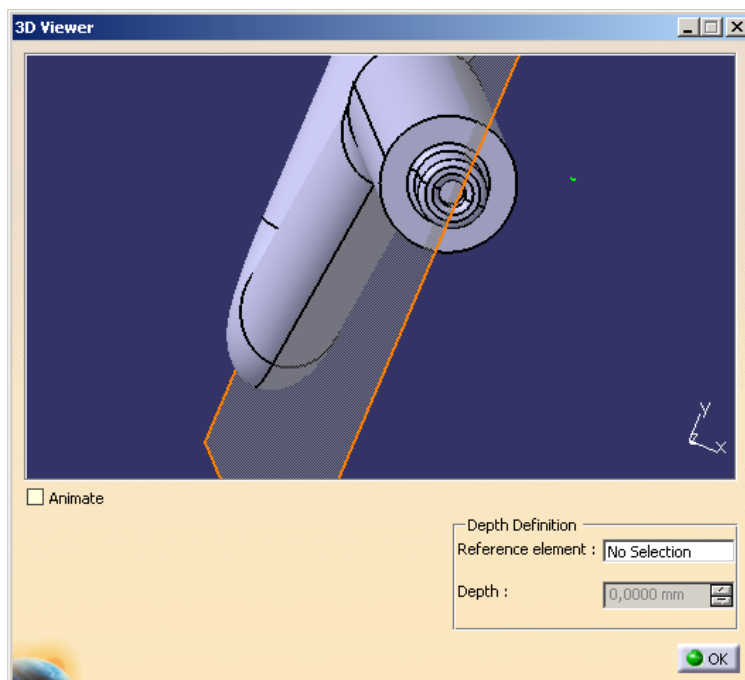 3D Viewer
y
z
x
Animate
Depth Definition
Reference element : No Selection
Depth : 0,0000 mm
OK